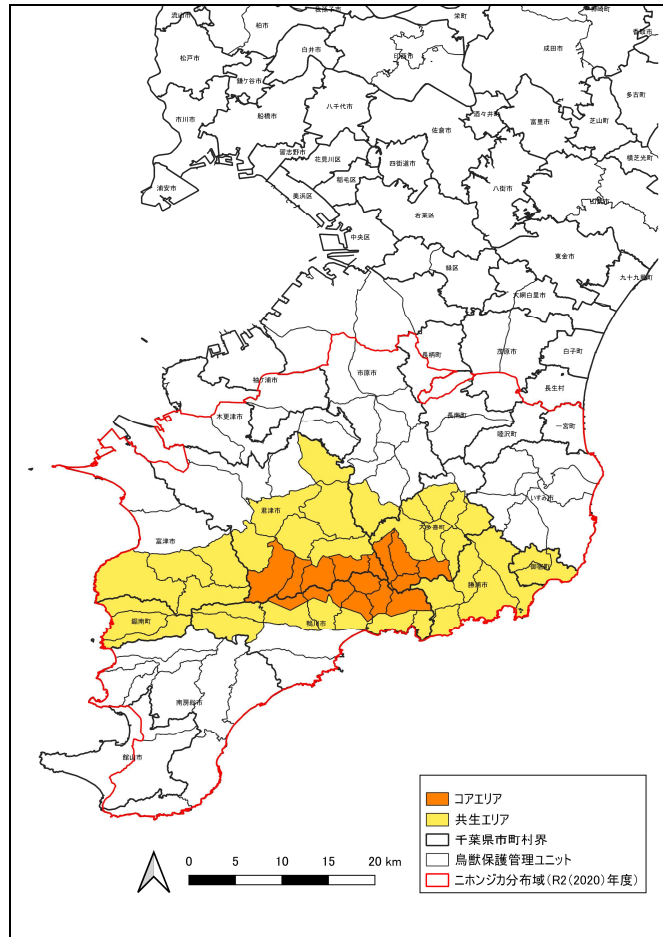 流山市
柏市
我孫子市
栄町
神崎町
香取市
松戸市
白井市
印西市
成田市
鎌ケ谷市
多古町
市川市
船橋市
八千代市
酒々井町
富里市
芝山町
佐倉市
習志野市
花見川区
四街道市
横芝光町
浦安市
稲毛区
八街市
美浜区
若葉区
山武市
中央区
緑区
東金市
九十九里町
大網白里市
長柄町
茂原市
白子町
袖ケ浦市
市原市
長生村
木更津市
長南町
睦沢町
一宮町
いすみ市
君津市
大多喜町
富津市
御宿町
勝浦市
鋸南町
鴨川市
南房総市
館山市
コアエリア
共生エリア
千葉県市町村界
鳥獣保護管理ユニット
ニホンジカ分布域(R2(2020)年度)
0 5 10 15 20 km